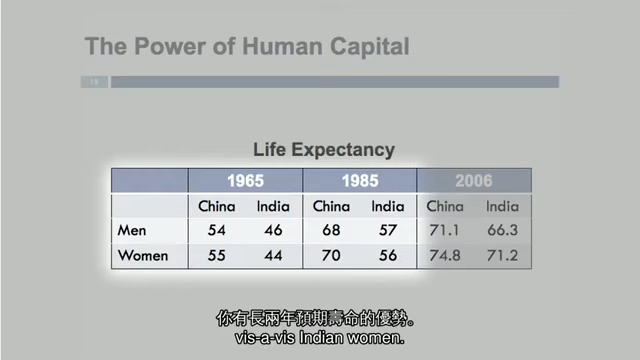 The Power of Human Capital
18
Life Expectancy
1965 1985 2006
China India China India China India
Men 54 46 68 57 71.1 66.3
Women 55 44 70 56 74.8 71.2
你有長兩年預期壽命的優勢。
vis-a-vis Indian women.